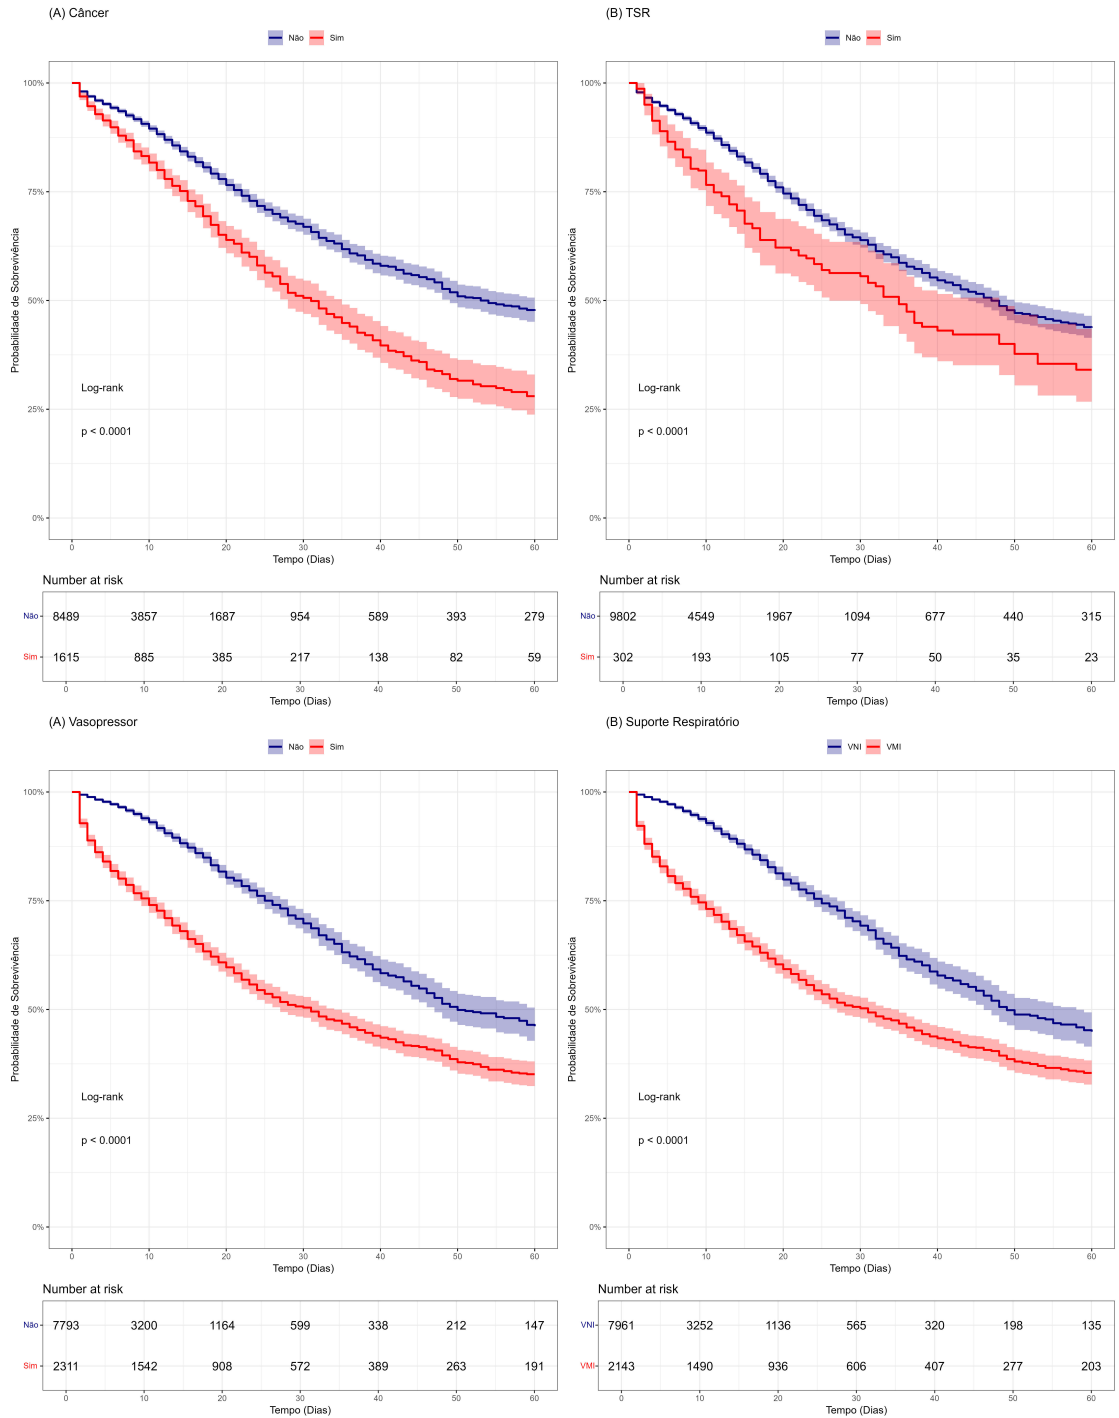 (A) Câncer
Não Sim
Probabilidade de Sobrevivência
100%
75%
50%
25%
0%
Log-rank
p < 0.0001
0 10 20 30 40 50 60
Tempo (Dias)
Number at risk
Não 8489 3857 1687 954 589 393 279
Sim 1615 885 385 217 138 82 59
0 10 20 30 40 50 60
Tempo (Dias)
(B) TSR
Não Sim
Probabilidade de Sobrevivência
100%
75%
50%
25%
0%
Log-rank
p < 0.0001
0 10 20 30 40 50 60
Tempo (Dias)
Number at risk
Não 9802 4549 1967 1094 677 440 315
Sim 302 193 105 77 50 35 23
0 10 20 30 40 50 60
Tempo (Dias)
(A) Vasopressor
Não Sim
Probabilidade de Sobrevivência
100%
75%
50%
25%
0%
Log-rank
p < 0.0001
0 10 20 30 40 50 60
Tempo (Dias)
Number at risk
Não 7793 3200 1164 599 338 212 147
Sim 2311 1542 908 572 389 263 191
0 10 20 30 40 50 60
Tempo (Dias)
(B) Suporte Respiratório
VNI VMI
Probabilidade de Sobrevivência
100%
75%
50%
25%
0%
Log-rank
p < 0.0001
0 10 20 30 40 50 60
Tempo (Dias)
Number at risk
VNI 7961 3252 1136 565 320 198 135
VMI 2143 1490 936 606 407 277 203
0 10 20 30 40 50 60
Tempo (Dias)